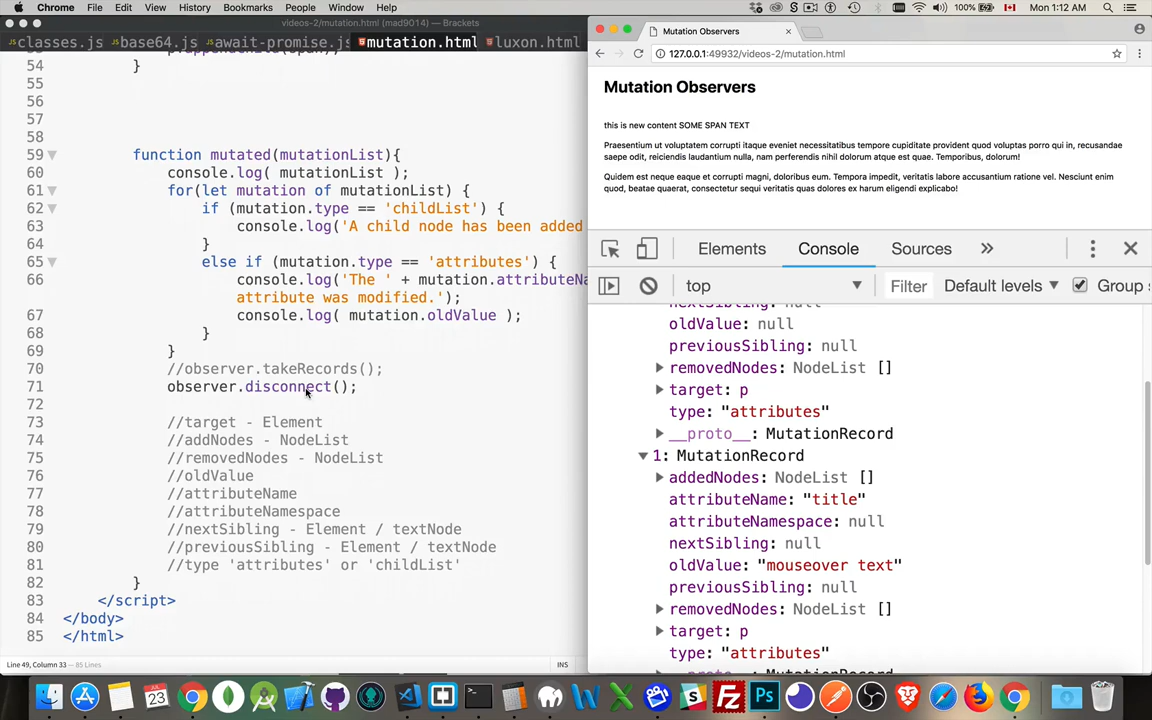 Chrome File Edit View History Bookmarks People Window Help 100% Mon 1:12 AM
videos-2/mutation.html (mad9014) — Brackets
classes.js base64.js await-promise.js mutation.html luxon.html
54 }
55
56
57
58
59 function mutated(mutationList){
60 console.log( mutationList );
61 for(let mutation of mutationList) {
62 if (mutation.type == 'childList') {
63 console.log('A child node has been added
64 }
65 else if (mutation.type == 'attributes') {
66 console.log('The ' + mutation.attributeNa
attribute was modified.');
67 console.log( mutation.oldValue );
68 }
69 }
70 //observer.takeRecords();
71 observer.disconnect();
72
73 //target - Element
74 //addNodes - NodeList
75 //removedNodes - NodeList
76 //oldValue
77 //attributeName
78 //attributeNamespace
79 //nextSibling - Element / textNode
80 //previousSibling - Element / textNode
81 //type 'attributes' or 'childList'
82 }
83 </script>
84 </body>
85 </html>
Line 49, Column 33 — 85 Lines
INS
Mutation Observers
127.0.0.1:49932/videos-2/mutation.html
Mutation Observers
this is new content SOME SPAN TEXT
Praesentium ut voluptatem corrupti itaque eveniet necessitatibus tempore cupiditate provident quod voluptas porro qui in, recusandae
saepe odit, reiciendis laudantium nulla, nam perferendis nihil dolorum atque est quae. Temporibus, dolorum!
Quidem est neque eaque et corrupti magni, doloribus eum. Tempora impedit, veritatis labore accusantium ratione vel. Nesciunt enim
quod, beatae quaerat, consectetur sequi veritatis quas dolores ex harum eligendi explicabo!
Elements Console Sources »
top Filter Default levels Group
oldValue: null
previousSibling: null
removedNodes: NodeList []
target: p
type: "attributes"
__proto__: MutationRecord
1: MutationRecord
addedNodes: NodeList []
attributeName: "title"
attributeNamespace: null
nextSibling: null
oldValue: "mouseover text"
previousSibling: null
removedNodes: NodeList []
target: p
type: "attributes"
JUL
23